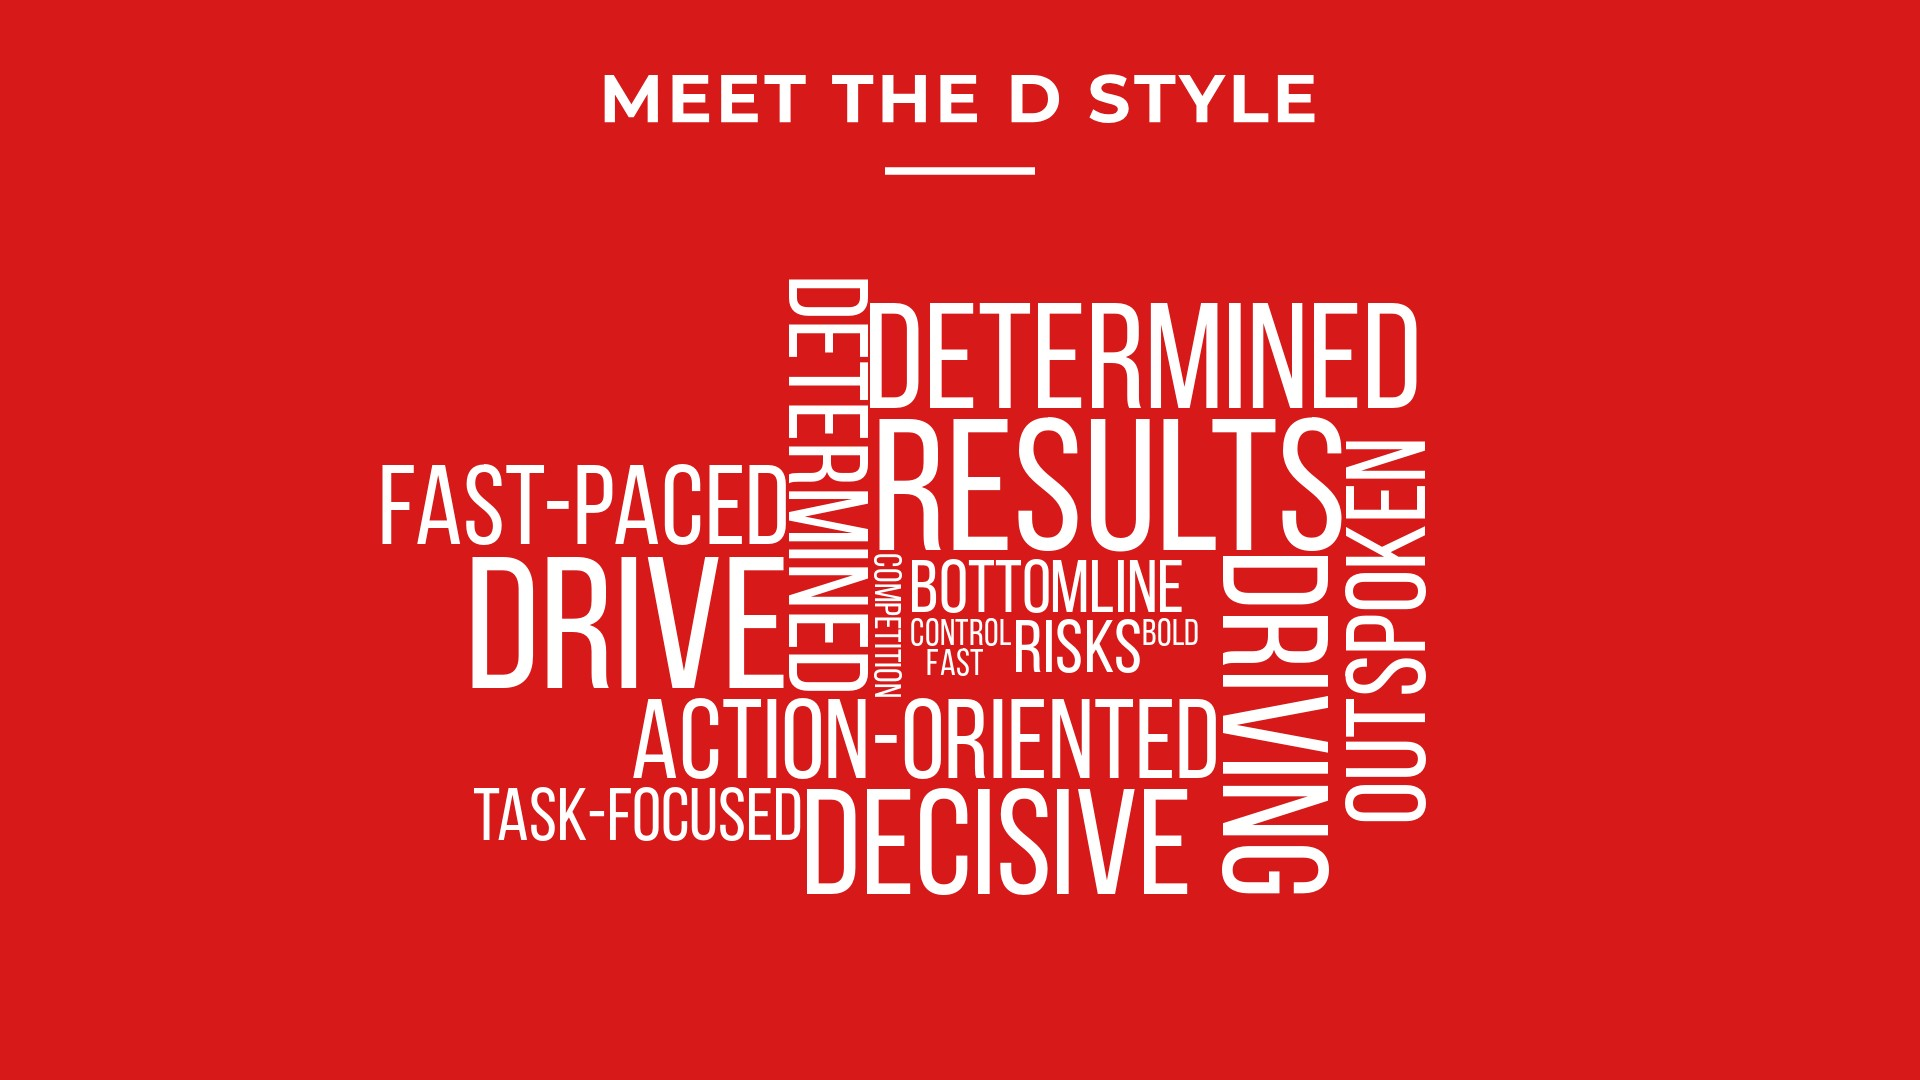 MEET THE D STYLE
DETERMINED
DETERMINED
RESULTS
OUTSPOKEN
FAST-PACED
DRIVE
COMPETITION
BOTTOMLINE
DRIVING
CONTROL
RISKS
BOLD
FAST
ACTION-ORIENTED
TASK-FOCUSED
DECISIVE